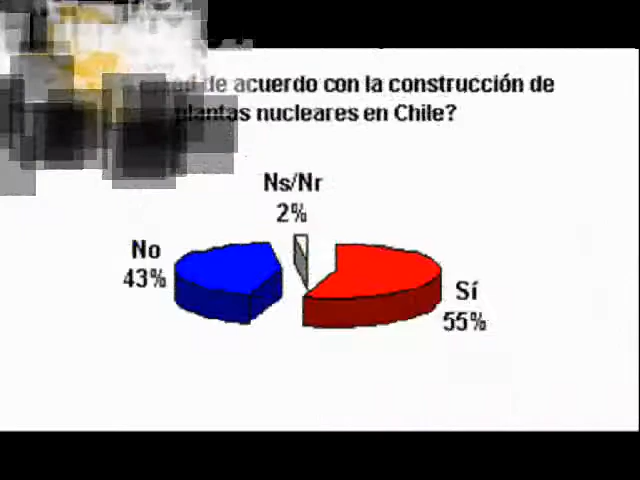 de acuerdo con la construcción de
plantas nucleares en Chile?
Ns/Nr
2%
No
43%
Sí
55%